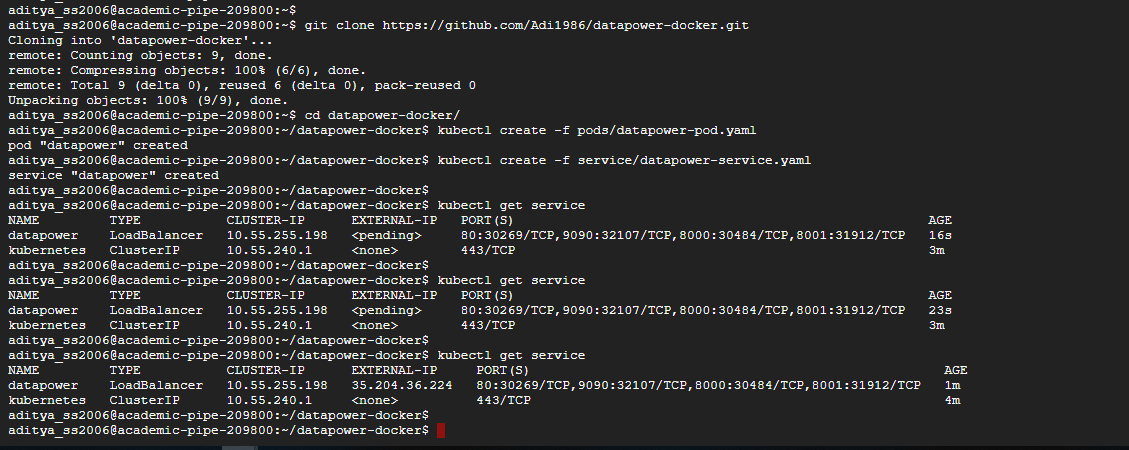 aditya_ss2006@academic-pipe-209800:~$
aditya_ss2006@academic-pipe-209800:~$ git clone https://github.com/Adi1986/datapower-docker.git
Cloning into 'datapower-docker'...
remote: Counting objects: 9, done.
remote: Compressing objects: 100% (6/6), done.
remote: Total 9 (delta 0), reused 6 (delta 0), pack-reused 0
Unpacking objects: 100% (9/9), done.
aditya_ss2006@academic-pipe-209800:~$ cd datapower-docker/
aditya_ss2006@academic-pipe-209800:~/datapower-docker$ kubectl create -f pods/datapower-pod.yaml
pod "datapower" created
aditya_ss2006@academic-pipe-209800:~/datapower-docker$ kubectl create -f service/datapower-service.yaml
service "datapower" created
aditya_ss2006@academic-pipe-209800:~/datapower-docker$
aditya_ss2006@academic-pipe-209800:~/datapower-docker$ kubectl get service
NAME         TYPE           CLUSTER-IP      EXTERNAL-IP   PORT(S)                                                     AGE
datapower    LoadBalancer   10.55.255.198   <pending>     80:30269/TCP,9090:32107/TCP,8000:30484/TCP,8001:31912/TCP   16s
kubernetes   ClusterIP      10.55.240.1     <none>        443/TCP                                                     3m
aditya_ss2006@academic-pipe-209800:~/datapower-docker$
aditya_ss2006@academic-pipe-209800:~/datapower-docker$ kubectl get service
NAME         TYPE           CLUSTER-IP      EXTERNAL-IP   PORT(S)                                                     AGE
datapower    LoadBalancer   10.55.255.198   <pending>     80:30269/TCP,9090:32107/TCP,8000:30484/TCP,8001:31912/TCP   23s
kubernetes   ClusterIP      10.55.240.1     <none>        443/TCP                                                     3m
aditya_ss2006@academic-pipe-209800:~/datapower-docker$
aditya_ss2006@academic-pipe-209800:~/datapower-docker$ kubectl get service
NAME         TYPE           CLUSTER-IP      EXTERNAL-IP     PORT(S)                                                     AGE
datapower    LoadBalancer   10.55.255.198   35.204.36.224   80:30269/TCP,9090:32107/TCP,8000:30484/TCP,8001:31912/TCP   1m
kubernetes   ClusterIP      10.55.240.1     <none>          443/TCP                                                     4m
aditya_ss2006@academic-pipe-209800:~/datapower-docker$
aditya_ss2006@academic-pipe-209800:~/datapower-docker$